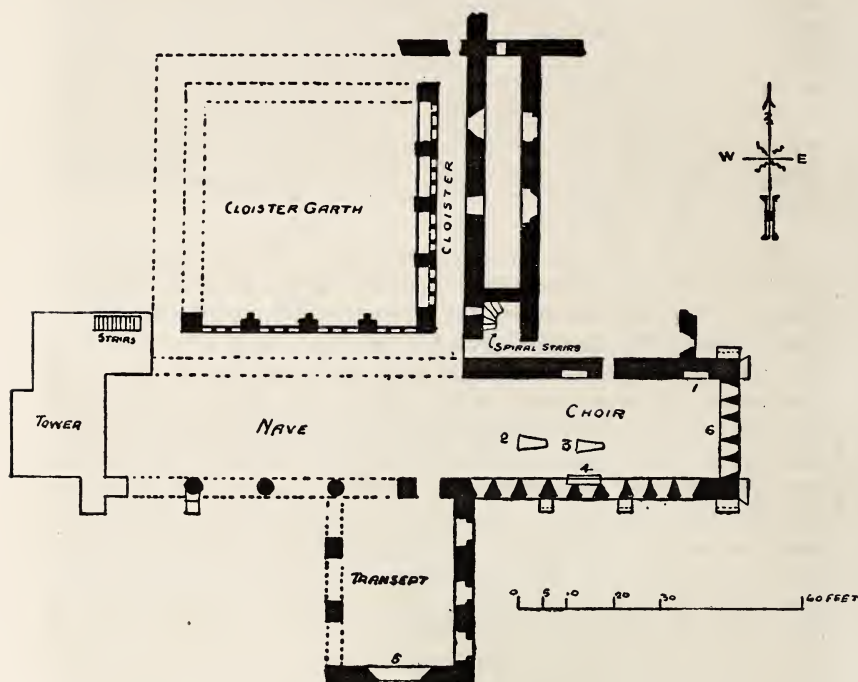 CLOISTER GARTH
CLOISTER
W E
STAIRS
SPIRAL STAIRS
1
TOWER
NAVE
CHOIR
2
3
4
6
TRANSEPT
5
0 5 10 20 30 60 FEET